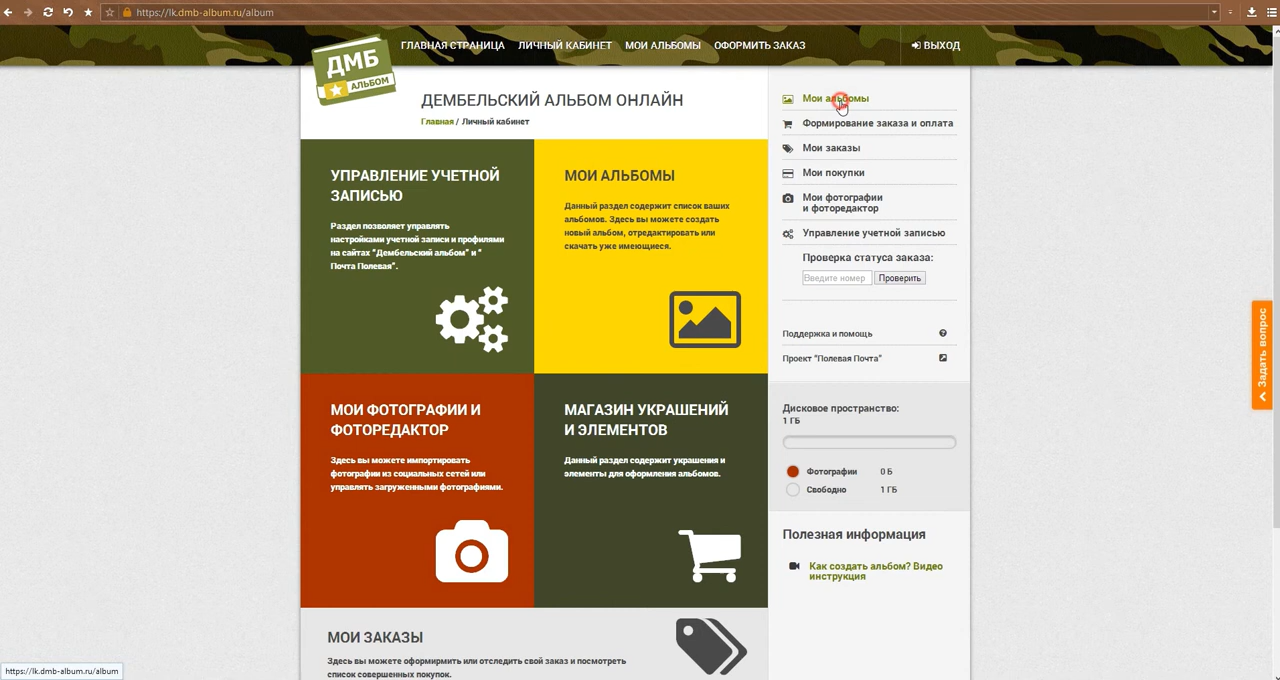 https://lk.dmb-album.ru/album
ДМБ
АЛЬБОМ
ГЛАВНАЯ СТРАНИЦА
ЛИЧНЫЙ КАБИНЕТ
МОИ АЛЬБОМЫ
ОФОРМИТЬ ЗАКАЗ
ВЫХОД
ДЕМБЕЛЬСКИЙ АЛЬБОМ ОНЛАЙН
Главная / Личный кабинет
УПРАВЛЕНИЕ УЧЕТНОЙ
ЗАПИСЬЮ
Раздел позволяет управлять
настройками учетной записи и профилями
на сайтах "Дембельский альбом" и "
Почта Полевая".
МОИ АЛЬБОМЫ
Данный раздел содержит список ваших
альбомов. Здесь вы можете создать
новый альбом, отредактировать или
скачать уже имеющиеся.
МОИ ФОТОГРАФИИ И
ФОТОРЕДАКТОР
Здесь вы можете импортировать
фотографии из социальных сетей или
управлять загруженными фотографиями.
МАГАЗИН УКРАШЕНИЙ
И ЭЛЕМЕНТОВ
Данный раздел содержит украшения и
элементы для оформления альбомов.
МОИ ЗАКАЗЫ
Здесь вы можете оформирмить или отследить свой заказ и посмотреть
список совершенных покупок.
Мои альбомы
Формирование заказа и оплата
Мои заказы
Мои покупки
Мои фотографии
и фоторедактор
Управление учетной записью
Проверка статуса заказа:
Введите номер
Проверить
Поддержка и помощь
Проект "Полевая Почта"
Дисковое пространство:
1 ГБ
Фотографии 0 Б
Свободно 1 ГБ
Полезная информация
Как создать альбом? Видео
инструкция
Задать вопрос
https://lk.dmb-album.ru/album